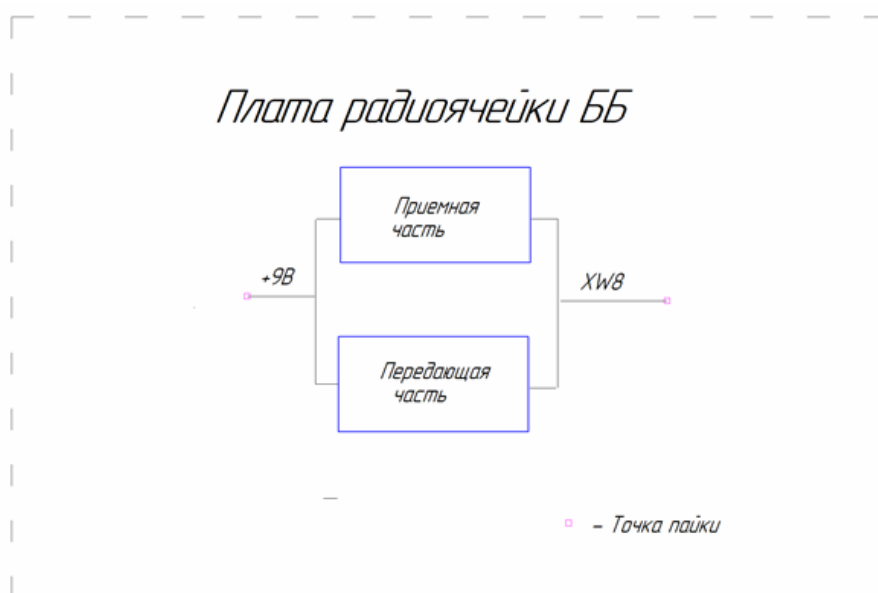 Плата радиоячейки ББ
Приемная
часть
+9В
XW8
Передающая
часть
– Точка пайки